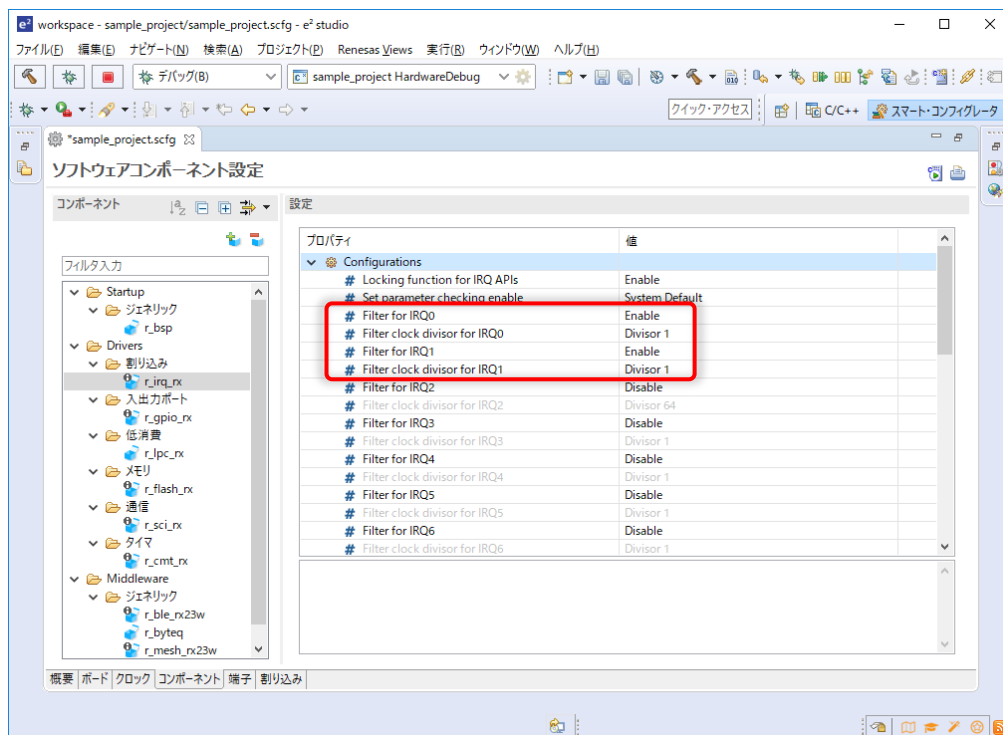 workspace - sample_project/sample_project.scfg - e² studio
ファイル(F) 編集(E) ナビゲート(N) 検索(A) プロジェクト(P) Renesas Views 実行(R) ウィンドウ(W) ヘルプ(H)
デバッグ(B) sample_project HardwareDebug
クイック・アクセス C/C++ スマート・コンフィグレータ
*sample_project.scfg
ソフトウェアコンポーネント設定
コンポーネント
設定
フィルタ入力
Startup
ジェネリック
r_bsp
Drivers
割り込み
r_irq_rx
入出力ポート
r_gpio_rx
低消費
r_lpc_rx
メモリ
r_flash_rx
通信
r_sci_rx
タイマ
r_cmt_rx
Middleware
ジェネリック
r_ble_rx23w
r_byteq
r_mesh_rx23w
プロパティ 値
Configurations
# Locking function for IRQ APIs Enable
# Set parameter checking enable System Default
# Filter for IRQ0 Enable
# Filter clock divisor for IRQ0 Divisor 1
# Filter for IRQ1 Enable
# Filter clock divisor for IRQ1 Divisor 1
# Filter for IRQ2 Disable
# Filter clock divisor for IRQ2 Divisor 64
# Filter for IRQ3 Disable
# Filter clock divisor for IRQ3 Divisor 1
# Filter for IRQ4 Disable
# Filter clock divisor for IRQ4 Divisor 1
# Filter for IRQ5 Disable
# Filter clock divisor for IRQ5 Divisor 1
# Filter for IRQ6 Disable
# Filter clock divisor for IRQ6 Divisor 1
概要 ボード クロック コンポーネント 端子 割り込み